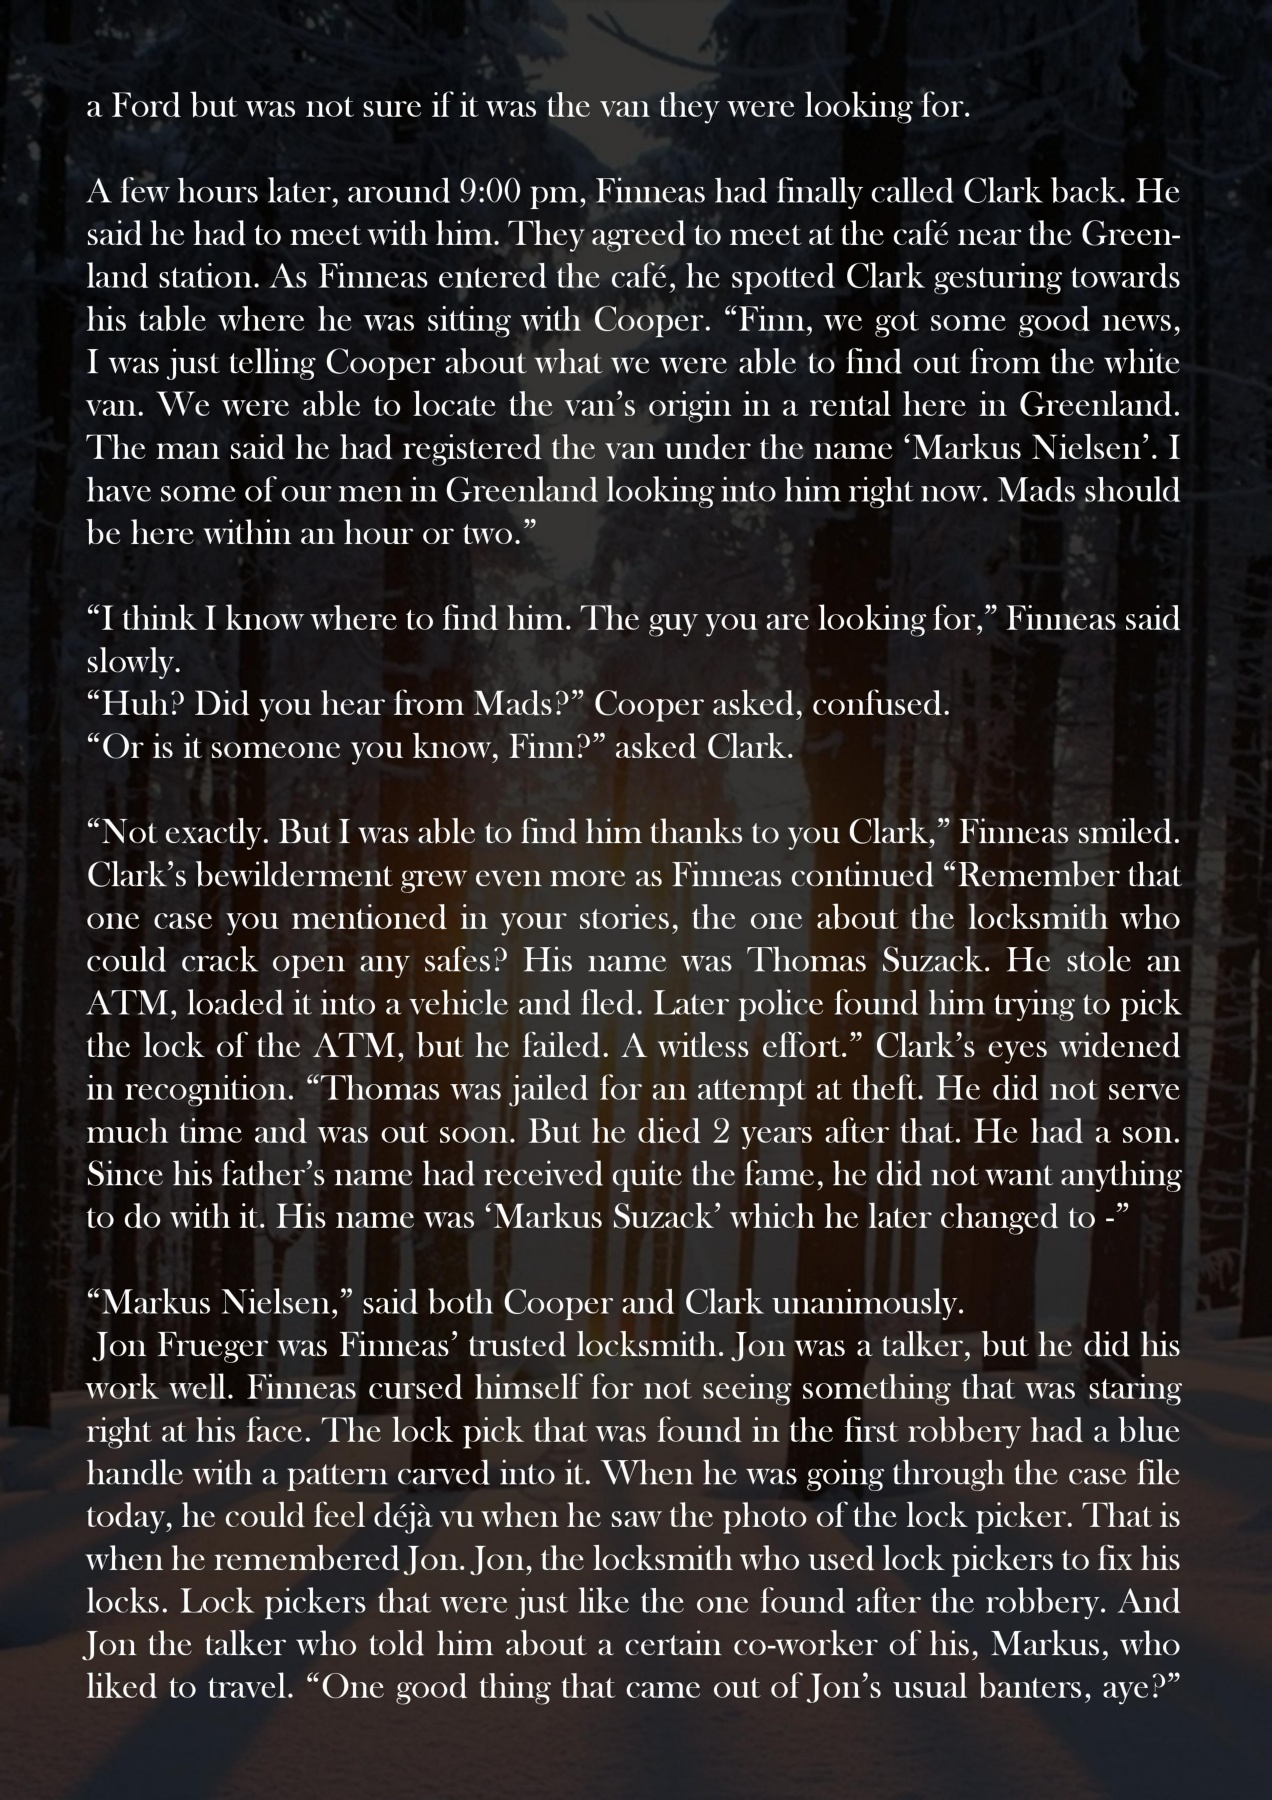 a Ford but was not sure if it was the van they were looking for.
A few hours later, around 9:00 pm, Finneas had finally called Clark back. He
said he had to meet with him. They agreed to meet at the café near the Green-
land station. As Finneas entered the café, he spotted Clark gesturing towards
his table where he was sitting with Cooper. “Finn, we got some good news,
I was just telling Cooper about what we were able to find out from the white
van. We were able to locate the van’s origin in a rental here in Greenland.
The man said he had registered the van under the name ‘Markus Nielsen’. I
have some of our men in Greenland looking into him right now. Mads should
be here within an hour or two.”
“I think I know where to find him. The guy you are looking for,” Finneas said
slowly.
“Huh? Did you hear from Mads?” Cooper asked, confused.
“Or is it someone you know, Finn?” asked Clark.
“Not exactly. But I was able to find him thanks to you Clark,” Finneas smiled.
Clark’s bewilderment grew even more as Finneas continued “Remember that
one case you mentioned in your stories, the one about the locksmith who
could crack open any safes? His name was Thomas Suzack. He stole an
ATM, loaded it into a vehicle and fled. Later police found him trying to pick
the lock of the ATM, but he failed. A witless effort.” Clark’s eyes widened
in recognition. “Thomas was jailed for an attempt at theft. He did not serve
much time and was out soon. But he died 2 years after that. He had a son.
Since his father’s name had received quite the fame, he did not want anything
to do with it. His name was ‘Markus Suzack’ which he later changed to -”
“Markus Nielsen,” said both Cooper and Clark unanimously.
Jon Frueger was Finneas’ trusted locksmith. Jon was a talker, but he did his
work well. Finneas cursed himself for not seeing something that was staring
right at his face. The lock pick that was found in the first robbery had a blue
handle with a pattern carved into it. When he was going through the case file
today, he could feel déjà vu when he saw the photo of the lock picker. That is
when he remembered Jon. Jon, the locksmith who used lock pickers to fix his
locks. Lock pickers that were just like the one found after the robbery. And
Jon the talker who told him about a certain co-worker of his, Markus, who
liked to travel. “One good thing that came out of Jon’s usual banters, aye?”